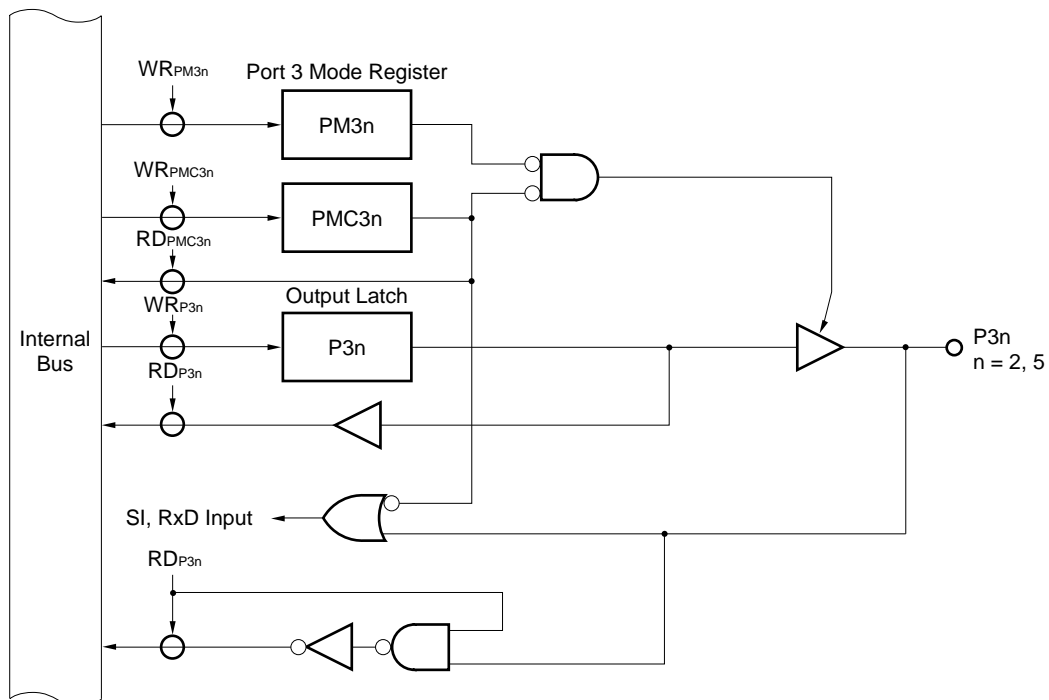 WRPM3n
Port 3 Mode Register
PM3n
WRPMC3n
PMC3n
RDPMC3n
WRP3n
Output Latch
Internal
Bus
P3n
P3n
n = 2, 5
RDP3n
SI, RxD Input
RDP3n